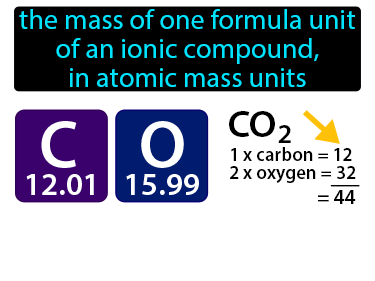 the mass of one formula unit
of an ionic compound,
in atomic mass units
C
12.01
O
15.99
CO₂
1 x carbon = 12
2 x oxygen = 32
= 44